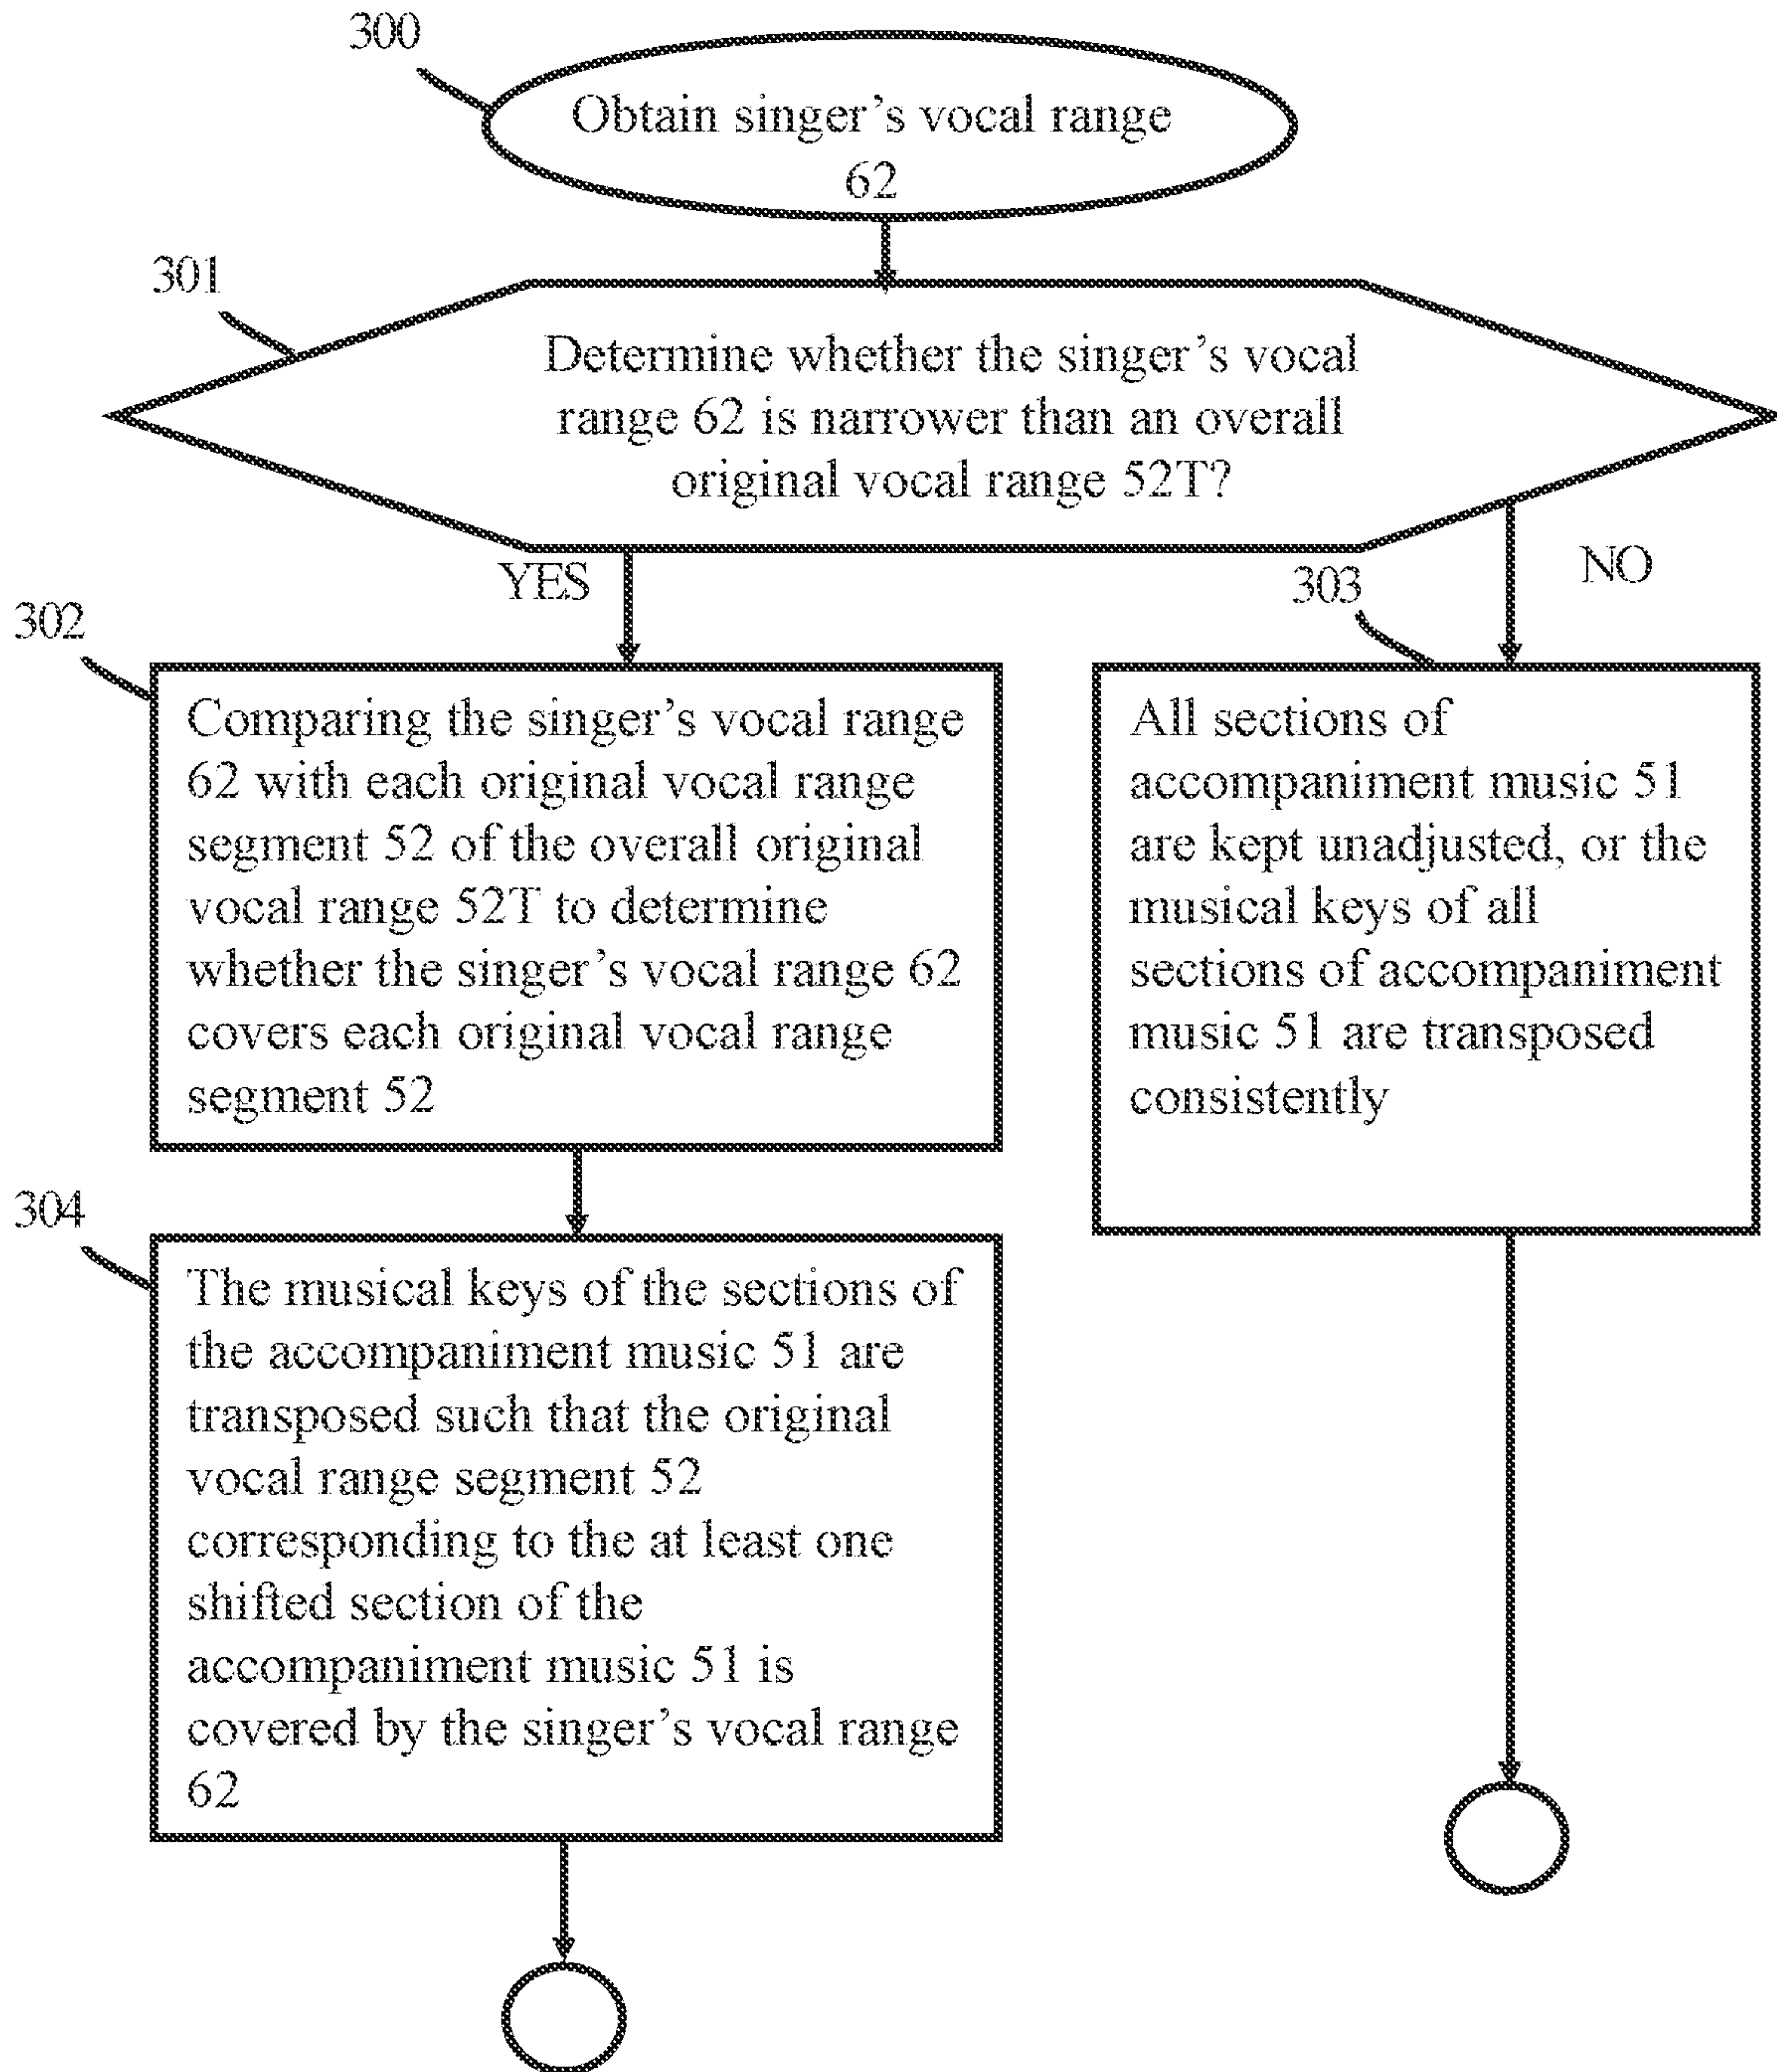 300
Obtain singer's vocal range
62
301
Determine whether the singer's vocal
range 62 is narrower than an overall
original vocal range 52T?
YES
NO
302
Comparing the singer's vocal range
62 with each original vocal range
segment 52 of the overall original
vocal range 52T to determine
whether the singer's vocal range 62
covers each original vocal range
segment 52
303
All sections of
accompaniment music 51
are kept unadjusted, or the
musical keys of all
sections of accompaniment
music 51 are transposed
consistently
304
The musical keys of the sections of
the accompaniment music 51 are
transposed such that the original
vocal range segment 52
corresponding to the at least one
shifted section of the
accompaniment music 51 is
covered by the singer's vocal range
62